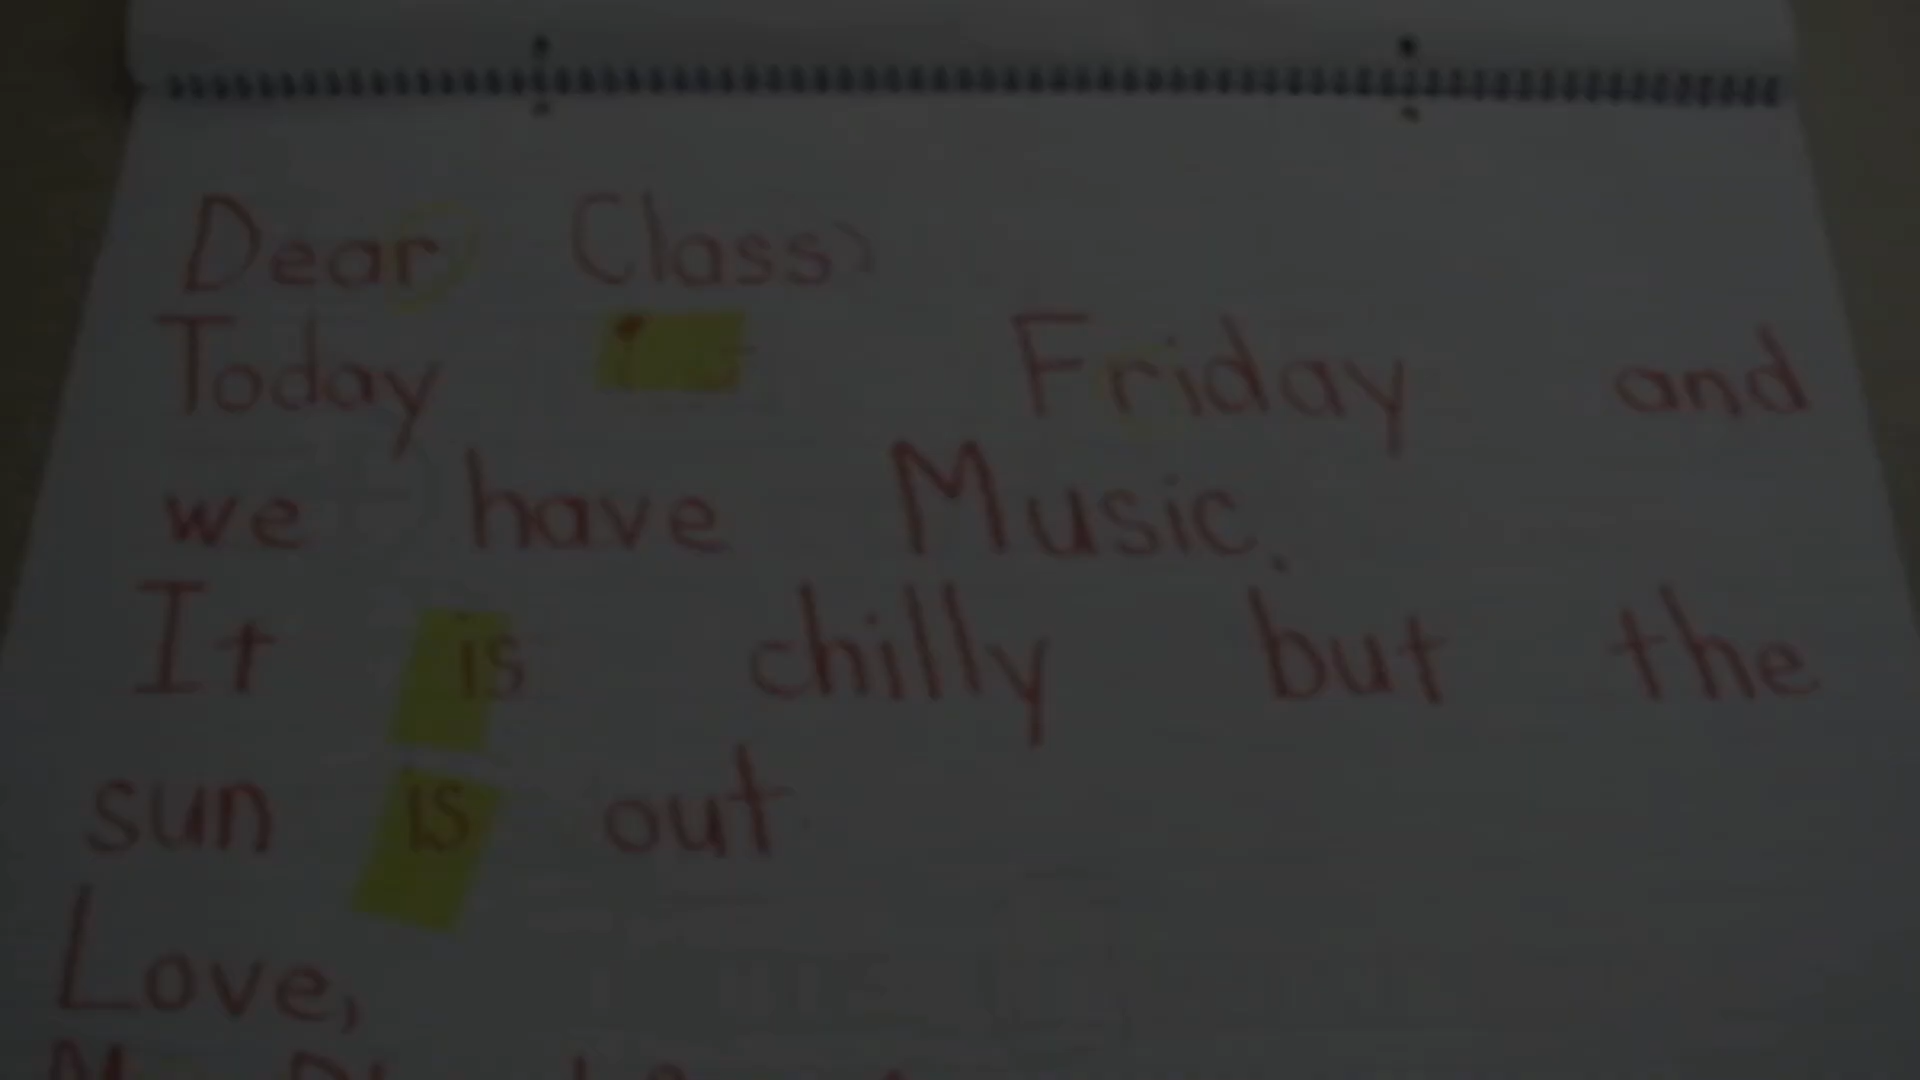 Dear Class,
Today is Friday and
we have Music.
It is chilly but the
sun is out
Love,